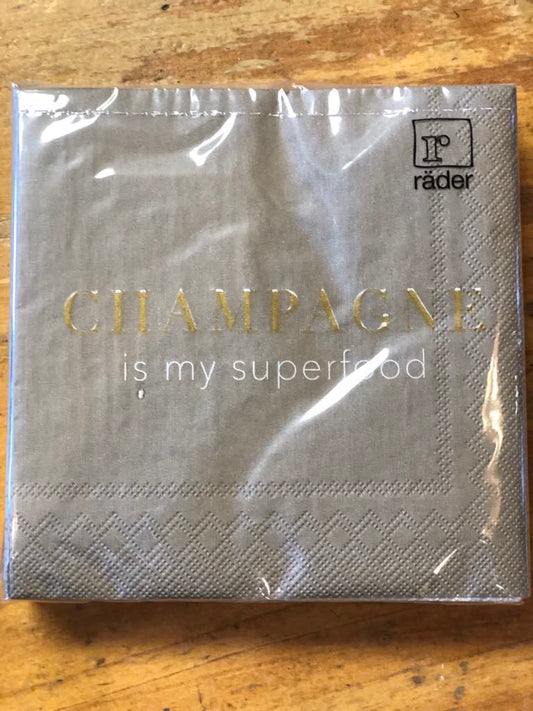 r
räder
CHAMPAGNE
is my superfood